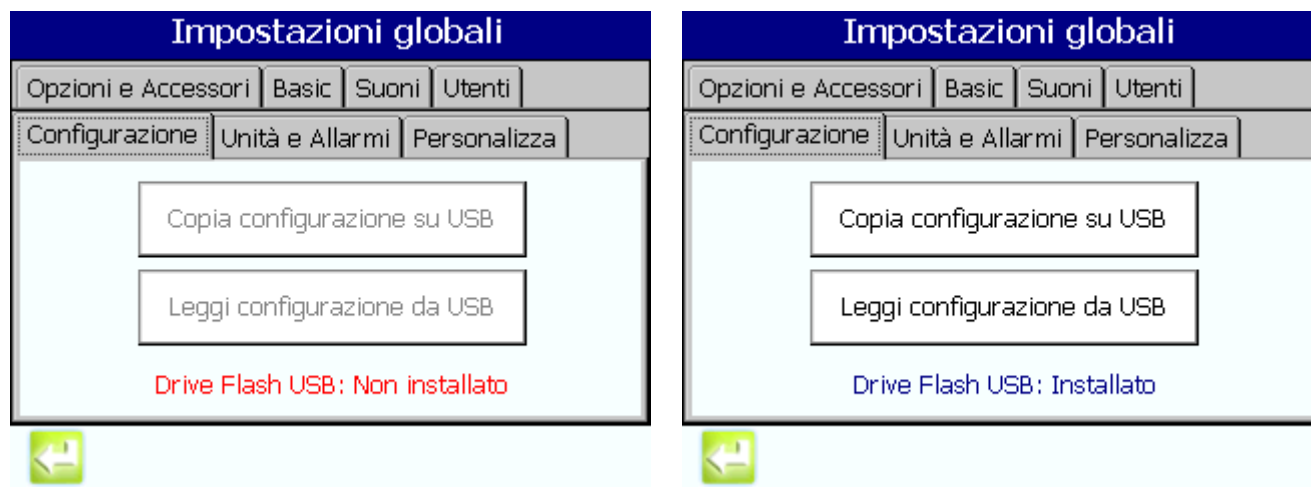 Impostazioni globali
Opzioni e Accessori Basic Suoni Utenti
Configurazione Unità e Allarmi Personalizza
Copia configurazione su USB
Leggi configurazione da USB
Drive Flash USB: Non installato
Impostazioni globali
Opzioni e Accessori Basic Suoni Utenti
Configurazione Unità e Allarmi Personalizza
Copia configurazione su USB
Leggi configurazione da USB
Drive Flash USB: Installato